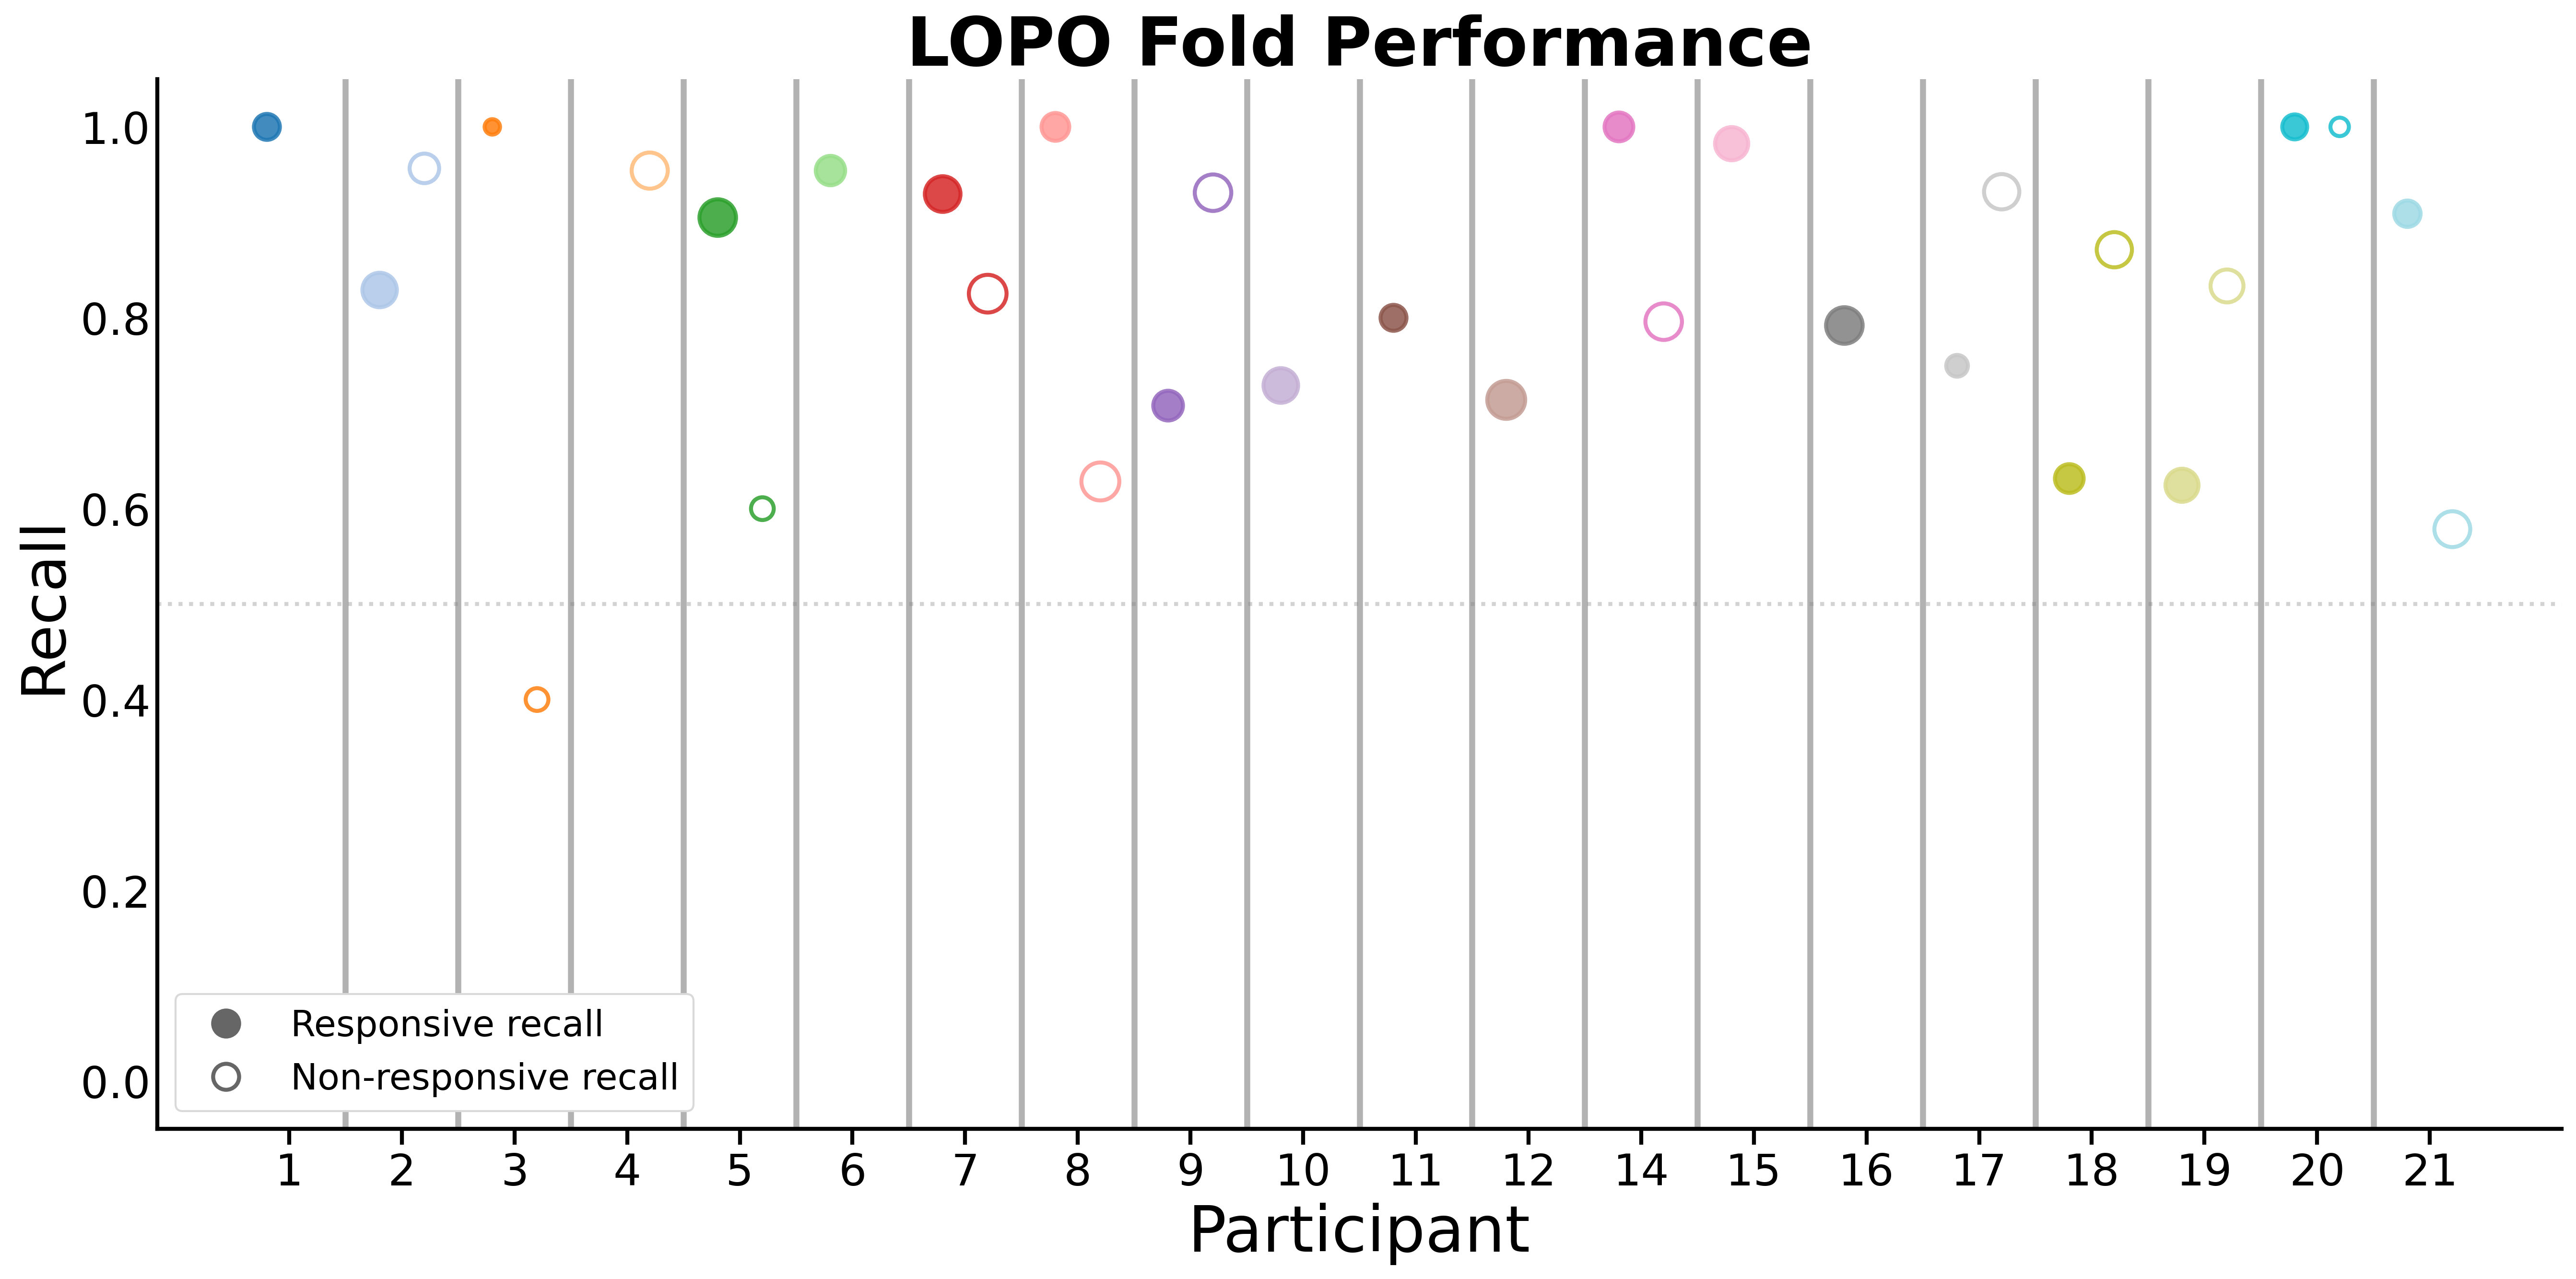 LOPO Fold Performance
Recall
1.0
0.8
0.6
0.4
0.2
0.0
Responsive recall
Non-responsive recall
1 2 3 4 5 6 7 8 9 10 11 12 14 15 16 17 18 19 20 21
Participant